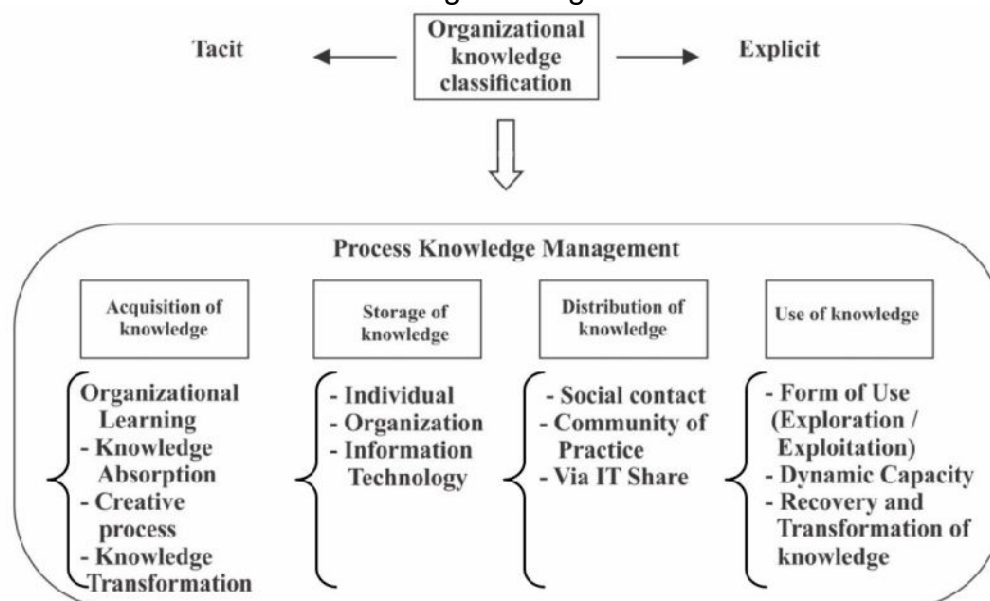 Organizational
knowledge
classification
Tacit
Explicit
Process Knowledge Management
Acquisition of
knowledge
Organizational
Learning
- Knowledge
Absorption
- Creative
process
- Knowledge
Transformation
Storage of
knowledge
- Individual
- Organization
- Information
Technology
Distribution of
knowledge
- Social contact
- Community of
Practice
- Via IT Share
Use of knowledge
- Form of Use
(Exploration /
Exploitation)
- Dynamic Capacity
- Recovery and
Transformation of
knowledge